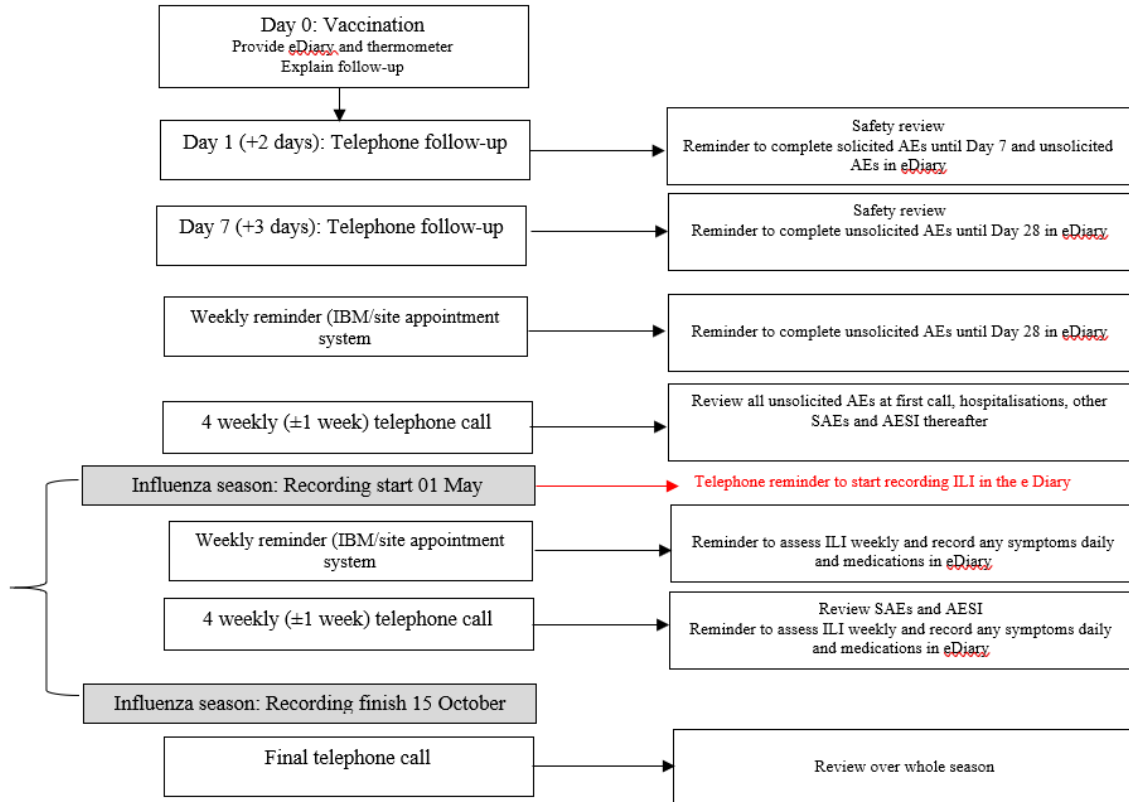 Day 0: Vaccination
Provide eDiary and thermometer
Explain follow-up
Day 1 (+2 days): Telephone follow-up
Safety review
Reminder to complete solicited AEs until Day 7 and unsolicited
AEs in eDiary
Day 7 (+3 days): Telephone follow-up
Safety review
Reminder to complete unsolicited AEs until Day 28 in eDiary
Weekly reminder (IBM/site appointment
system
Reminder to complete unsolicited AEs until Day 28 in eDiary
4 weekly (±1 week) telephone call
Review all unsolicited AEs at first call, hospitalisations, other
SAEs and AESI thereafter
Influenza season: Recording start 01 May
Telephone reminder to start recording ILI in the e Diary
Weekly reminder (IBM/site appointment
system
Reminder to assess ILI weekly and record any symptoms daily
and medications in eDiary
4 weekly (±1 week) telephone call
Review SAEs and AESI
Reminder to assess ILI weekly and record any symptoms daily
and medications in eDiary
Influenza season: Recording finish 15 October
Final telephone call
Review over whole season